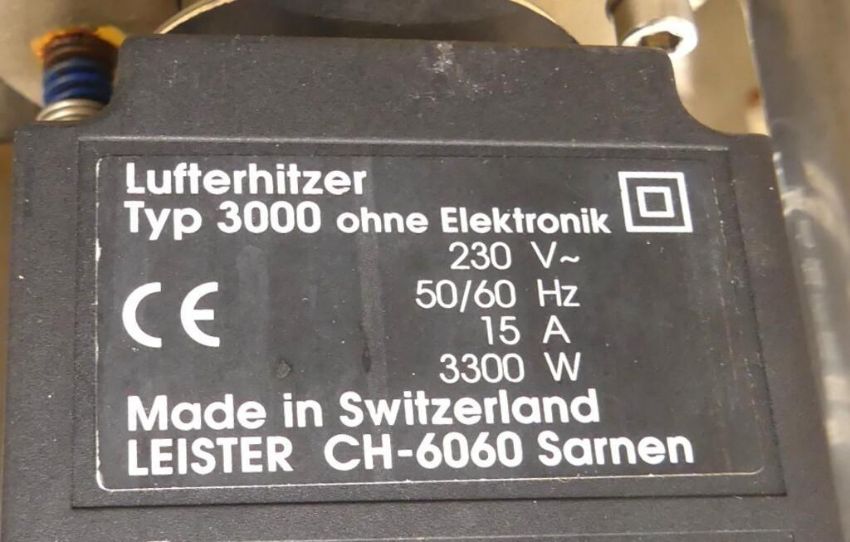 Lufterhitzer
Typ 3000 ohne Elektronik
230 V~
50/60 Hz
CE
15 A
3300 W
Made in Switzerland
LEISTER CH-6060 Sarnen